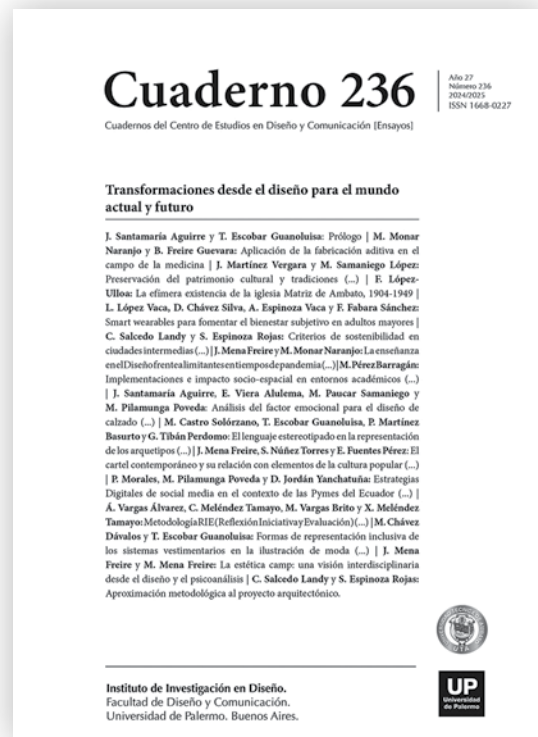 Cuaderno 236
Año 27
Número 236
2024/2025
ISSN 1668-0227
Cuadernos del Centro de Estudios en Diseño y Comunicación [Ensayos]
Transformaciones desde el diseño para el mundo
actual y futuro
J. Santamaría Aguirre y T. Escobar Guanoluisa: Prólogo | M. Monar
Naranjo y B. Freire Guevara: Aplicación de la fabricación aditiva en el
campo de la medicina | J. Martínez Vergara y M. Samaniego López:
Preservación del patrimonio cultural y tradiciones (...) | F. López-
Ulloa: La efímera existencia de la iglesia Matriz de Ambato, 1904-1949 |
L. López Vaca, D. Chávez Silva, A. Espinoza Vaca y F. Fabara Sánchez:
Smart wearables para fomentar el bienestar subjetivo en adultos mayores |
C. Salcedo Landy y S. Espinoza Rojas: Criterios de sostenibilidad en
ciudades intermedias (...) | J. Mena Freire y M. Monar Naranjo: La enseñanza
en el Diseño frente a limitantes en tiempos de pandemia (...) | M. Pérez Barragán:
Implementaciones e impacto socio-espacial en entornos académicos (...)
| J. Santamaría Aguirre, E. Viera Alulema, M. Paucar Samaniego y
M. Pilamunga Poveda: Análisis del factor emocional para el diseño de
calzado (...) | M. Castro Solórzano, T. Escobar Guanoluisa, P. Martínez
Basurto y G. Tibán Perdomo: El lenguaje estereotipado en la representación
de los arquetipos (...) | J. Mena Freire, S. Núñez Torres y E. Fuentes Pérez: El
cartel contemporáneo y su relación con elementos de la cultura popular (...)
| P. Morales, M. Pilamunga Poveda y D. Jordán Yanchatuña: Estrategias
Digitales de social media en el contexto de las Pymes del Ecuador (...) |
Á. Vargas Álvarez, C. Meléndez Tamayo, M. Vargas Brito y X. Meléndez
Tamayo: Metodología RIE (Reflexión Iniciativa y Evaluación) (...) | M. Chávez
Dávalos y T. Escobar Guanoluisa: Formas de representación inclusiva de
los sistemas vestimentarios en la ilustración de moda (...) | J. Mena
Freire y M. Mena Freire: La estética camp: una visión interdisciplinaria
desde el diseño y el psicoanálisis | C. Salcedo Landy y S. Espinoza Rojas:
Aproximación metodológica al proyecto arquitectónico.
Instituto de Investigación en Diseño.
Facultad de Diseño y Comunicación.
Universidad de Palermo. Buenos Aires.
UTA
UP
Universidad
de Palermo